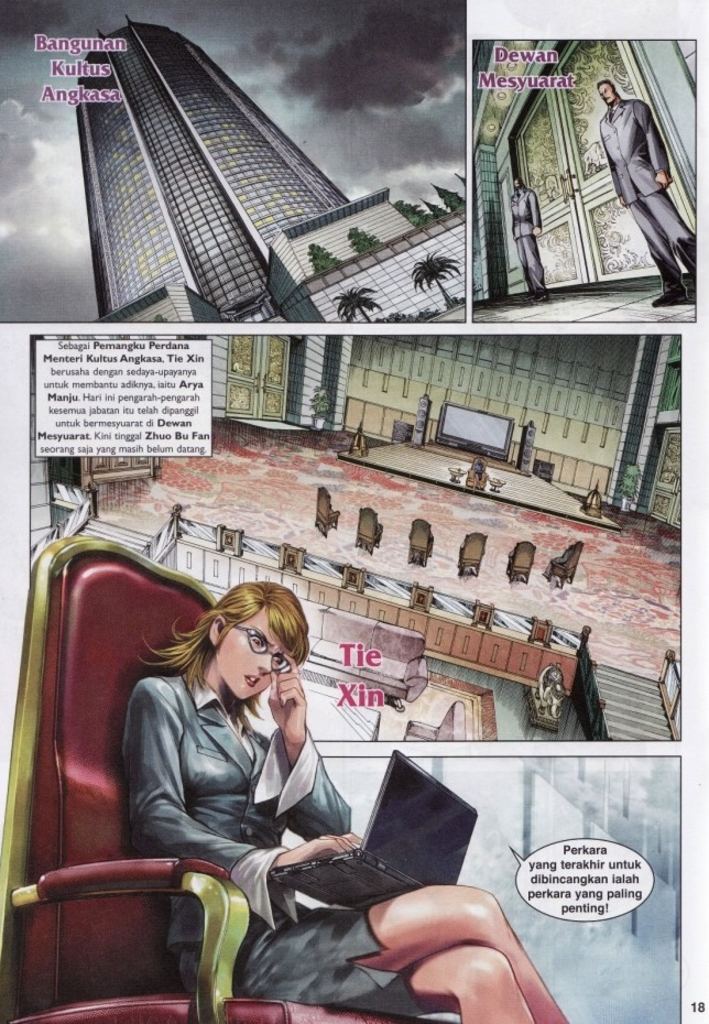 Bangunan
Kultus
Angkasa
Dewan
Mesyuarat
Sebagai Pemangku Perdana
Menteri Kultus Angkasa, Tie Xin
berusaha dengan sedaya-upayanya
untuk membantu adiknya, iaitu Arya
Manju. Hari ini pengarah-pengarah
kesemua jabatan itu telah dipanggil
untuk bermesyuarat di Dewan
Mesyuarat. Kini tinggal Zhuo Bu Fan
seorang saja yang masih belum datang.
Tie
Xin
Perkara
yang terakhir untuk
dibincangkan ialah
perkara yang paling
penting!
18